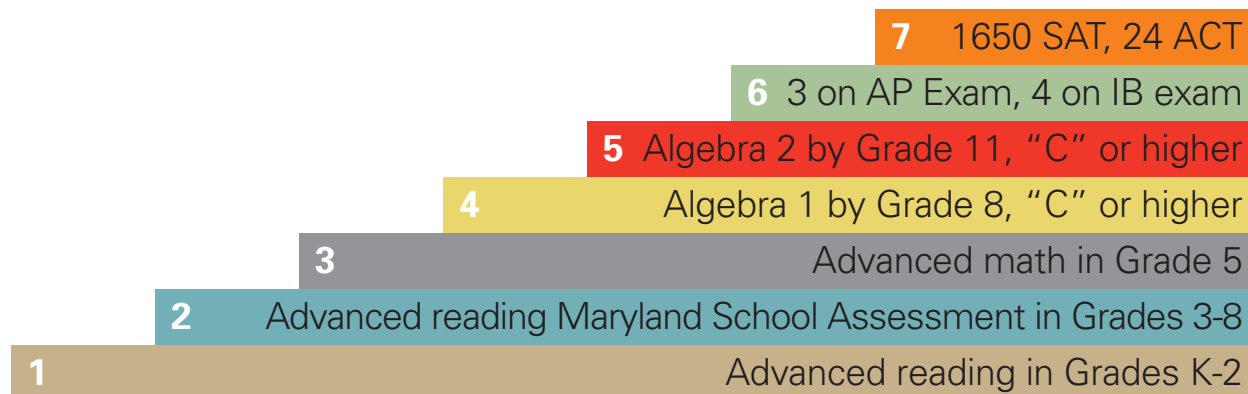 7 1650 SAT, 24 ACT
6 3 on AP Exam, 4 on IB exam
5 Algebra 2 by Grade 11, “C” or higher
4 Algebra 1 by Grade 8, “C” or higher
3 Advanced math in Grade 5
2 Advanced reading Maryland School Assessment in Grades 3-8
1 Advanced reading in Grades K-2